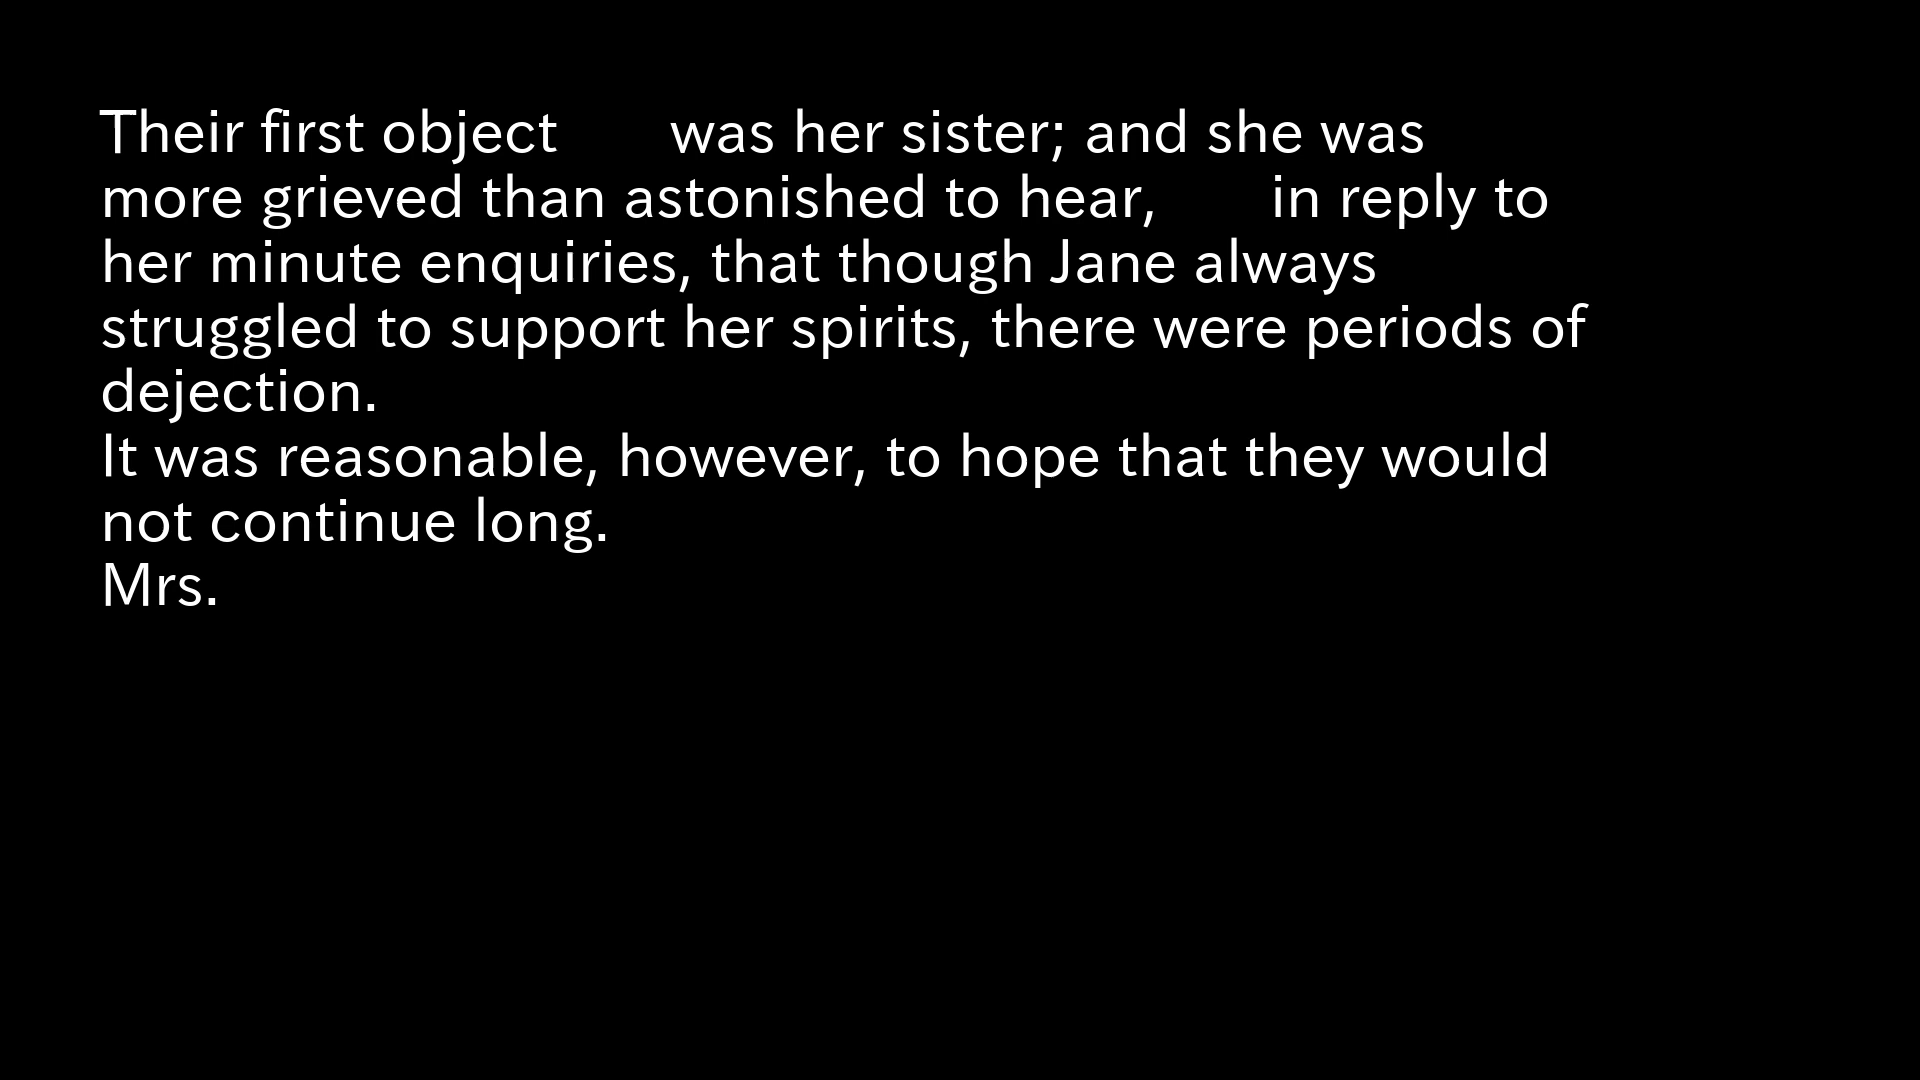 Their first object was her sister; and she was
more grieved than astonished to hear, in reply to
her minute enquiries, that though Jane always
struggled to support her spirits, there were periods of
dejection.
It was reasonable, however, to hope that they would
not continue long.
Mrs.